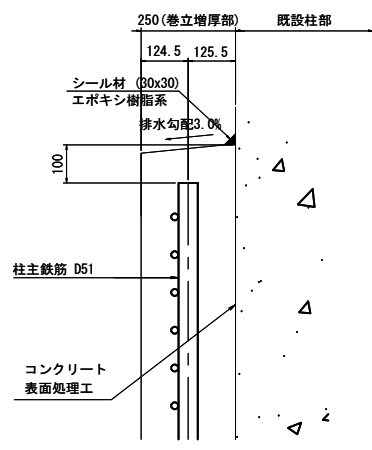 250(巻立増厚部)
既設柱部
124.5
125.5
シール材 (30x30)
エポキシ樹脂系
排水勾配3.0%
100
柱主鉄筋 D51
コンクリート
表面処理工